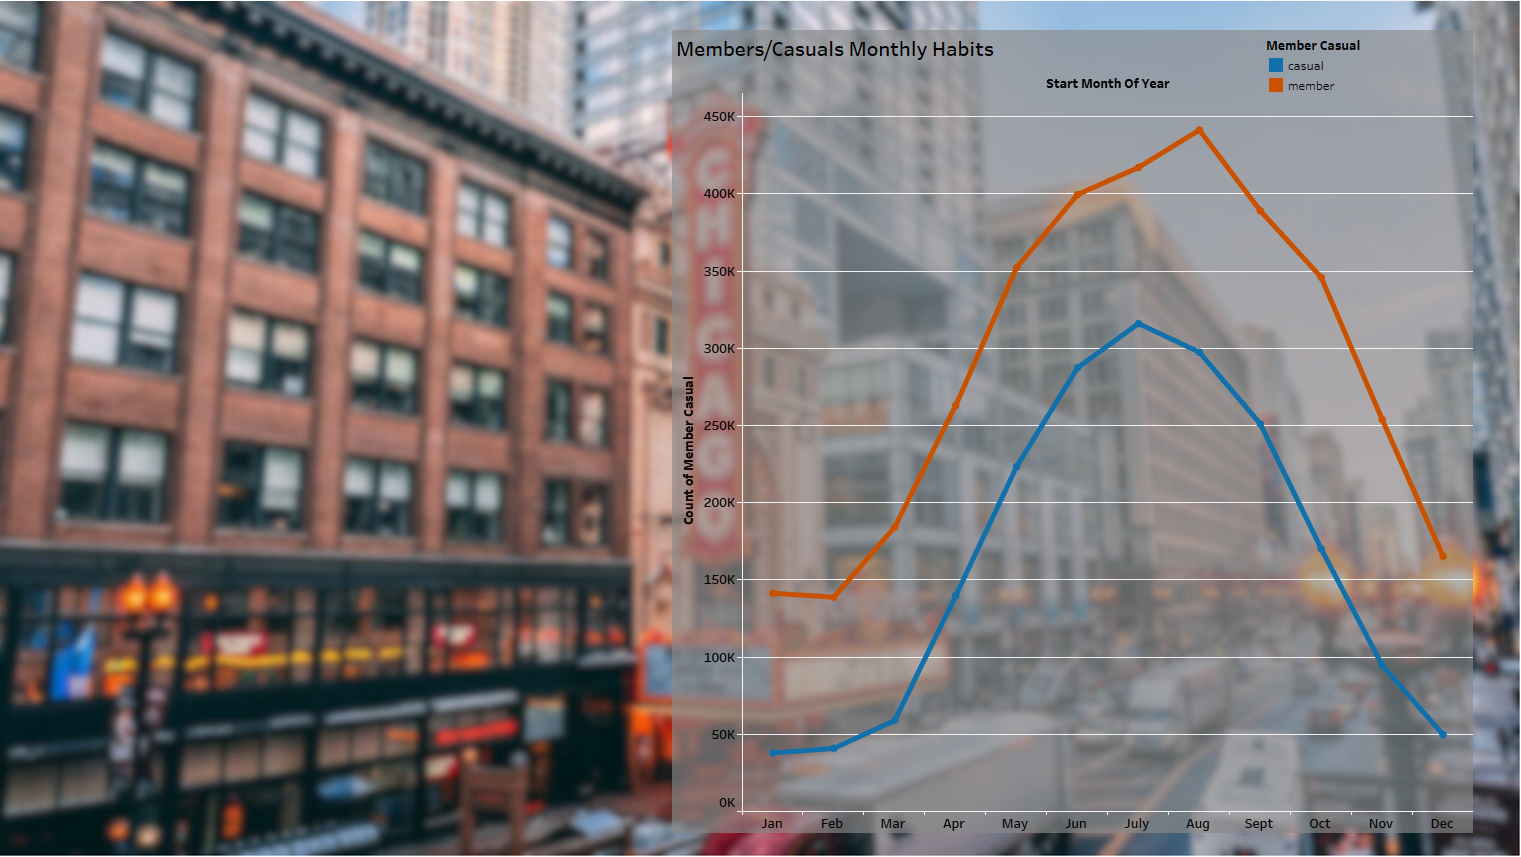 Members/Casuals Monthly Habits
Member Casual
casual
member
Start Month Of Year
Count of Member Casual
450K
400K
350K
300K
250K
200K
150K
100K
50K
0K
Jan Feb Mar Apr May Jun July Aug Sept Oct Nov Dec
CHICAGO